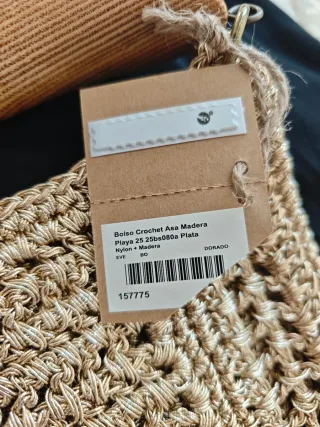 Bolso Crochet Asa Madera
Playa 25 25bs080a Plata
Nylon + Madera
EVE BO DORADO
157775